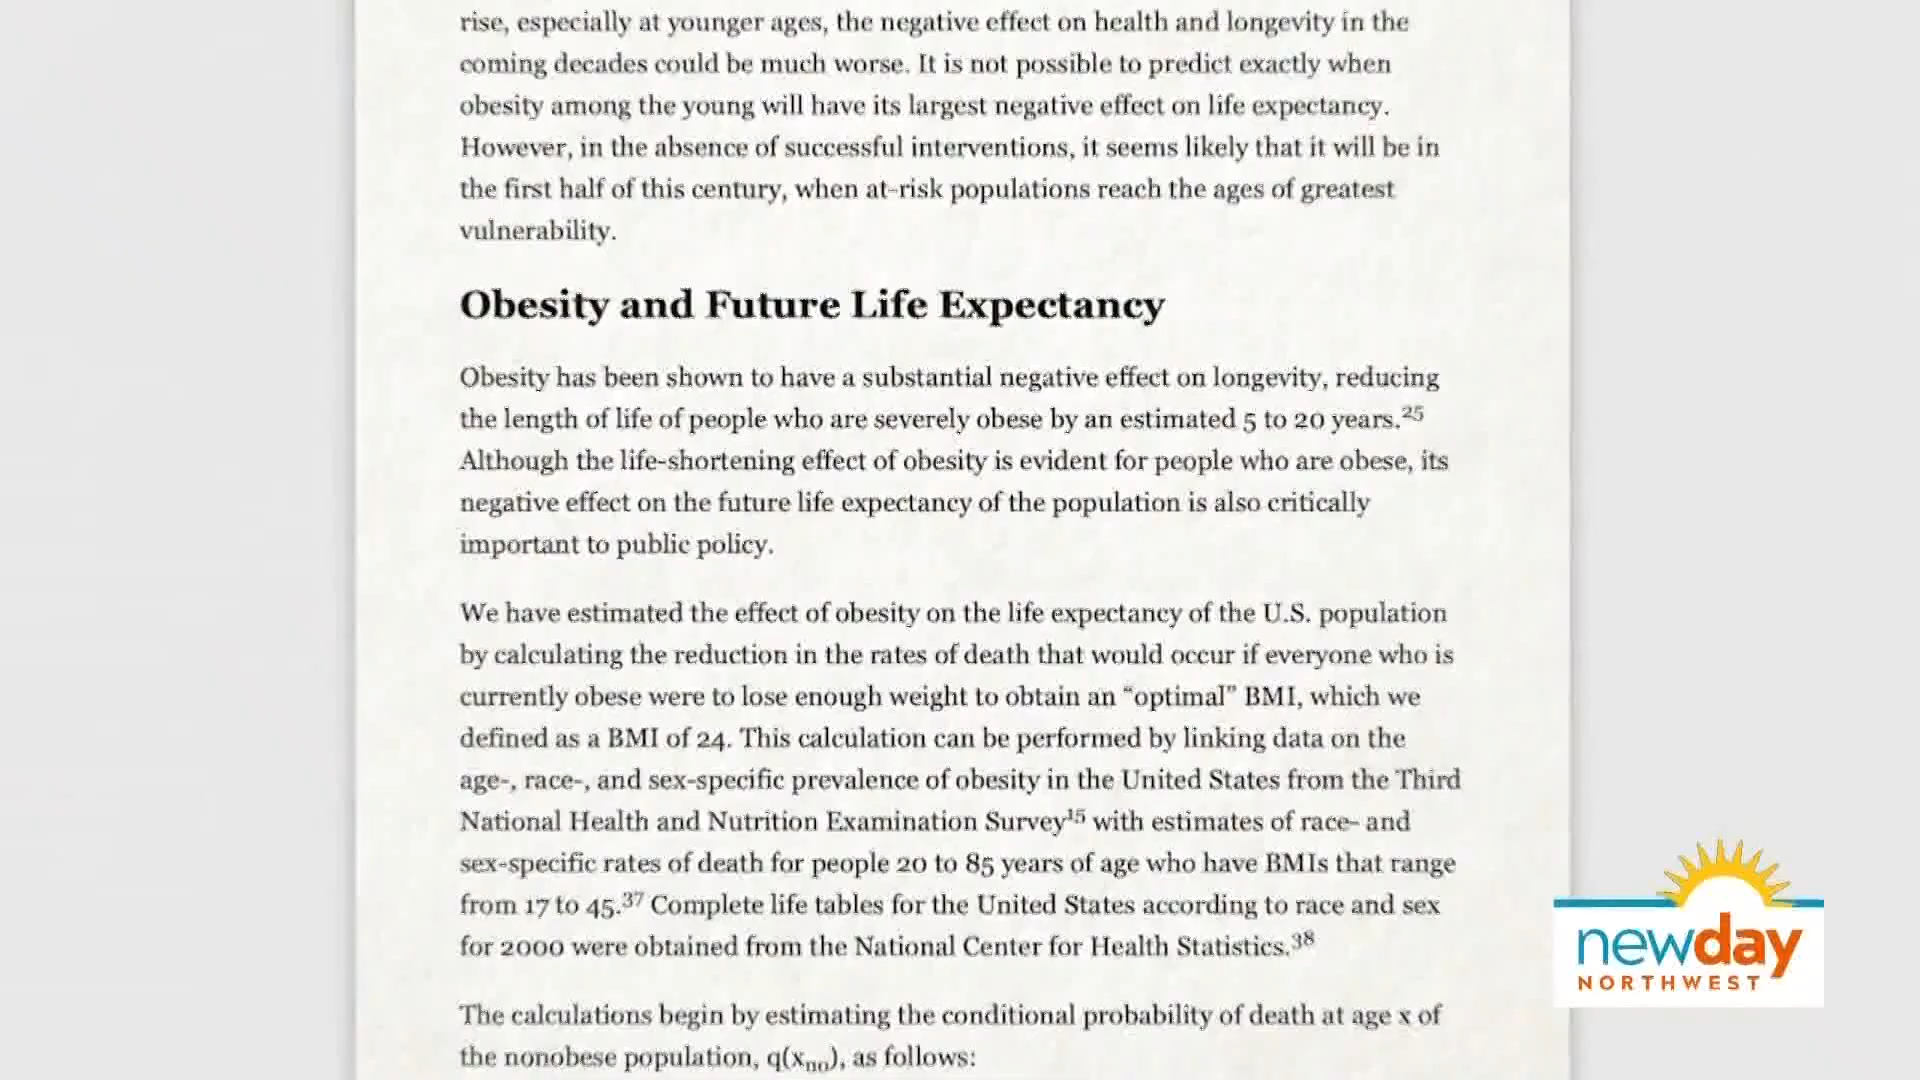 rise, especially at younger ages, the negative effect on health and longevity in the
coming decades could be much worse. It is not possible to predict exactly when
obesity among the young will have its largest negative effect on life expectancy.
However, in the absence of successful interventions, it seems likely that it will be in
the first half of this century, when at-risk populations reach the ages of greatest
vulnerability.
Obesity and Future Life Expectancy
Obesity has been shown to have a substantial negative effect on longevity, reducing
the length of life of people who are severely obese by an estimated 5 to 20 years.25
Although the life-shortening effect of obesity is evident for people who are obese, its
negative effect on the future life expectancy of the population is also critically
important to public policy.
We have estimated the effect of obesity on the life expectancy of the U.S. population
by calculating the reduction in the rates of death that would occur if everyone who is
currently obese were to lose enough weight to obtain an “optimal” BMI, which we
defined as a BMI of 24. This calculation can be performed by linking data on the
age-, race-, and sex-specific prevalence of obesity in the United States from the Third
National Health and Nutrition Examination Survey15 with estimates of race- and
sex-specific rates of death for people 20 to 85 years of age who have BMIs that range
from 17 to 45.37 Complete life tables for the United States according to race and sex
for 2000 were obtained from the National Center for Health Statistics.38
The calculations begin by estimating the conditional probability of death at age x of
the nonobese population, q(xno), as follows:
newday
NORTHWEST